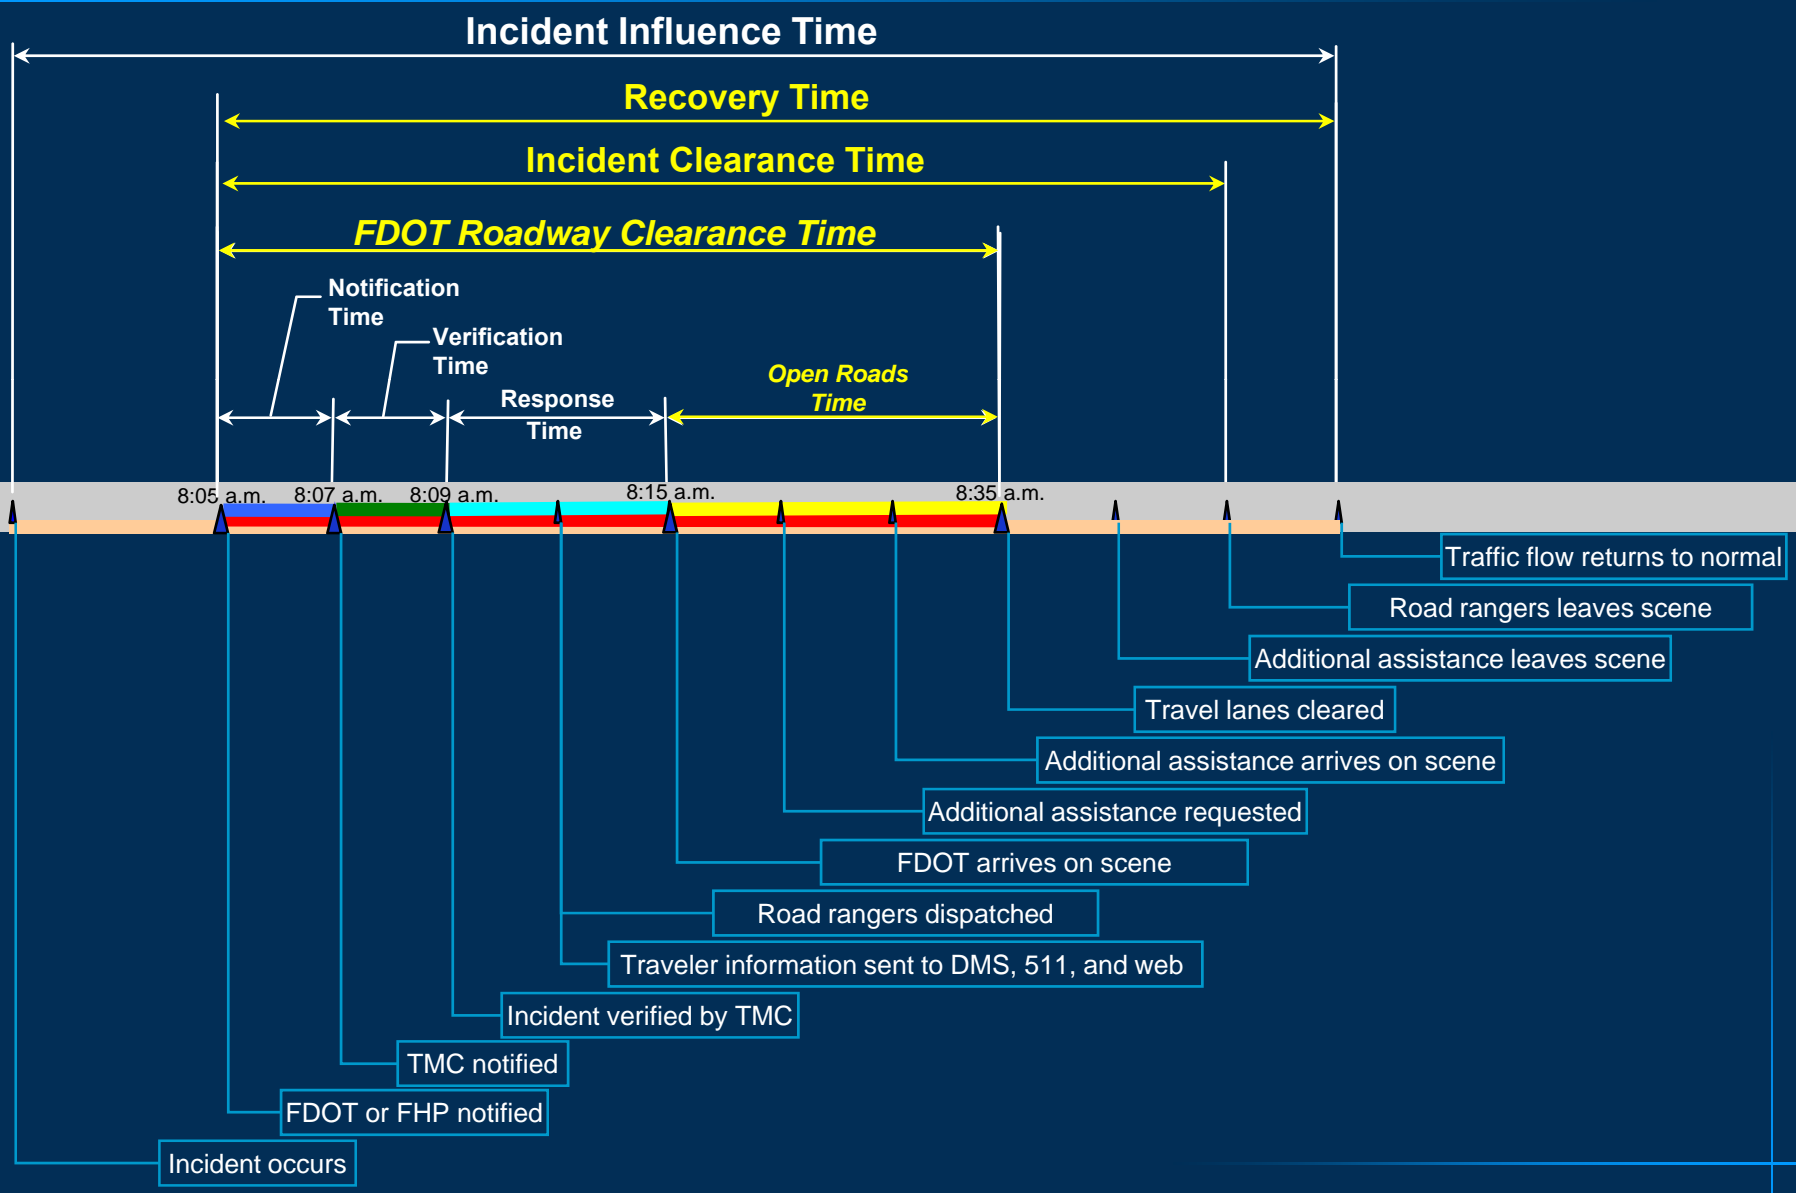 Incident Influence Time
Recovery Time
Incident Clearance Time
FDOT Roadway Clearance Time
Notification
Time
Verification
Time
Response
Time
Open Roads
Time
8:05 a.m.
8:07 a.m.
8:09 a.m.
8:15 a.m.
8:35 a.m.
Traffic flow returns to normal
Road rangers leaves scene
Additional assistance leaves scene
Travel lanes cleared
Additional assistance arrives on scene
Additional assistance requested
FDOT arrives on scene
Road rangers dispatched
Traveler information sent to DMS, 511, and web
Incident verified by TMC
TMC notified
FDOT or FHP notified
Incident occurs